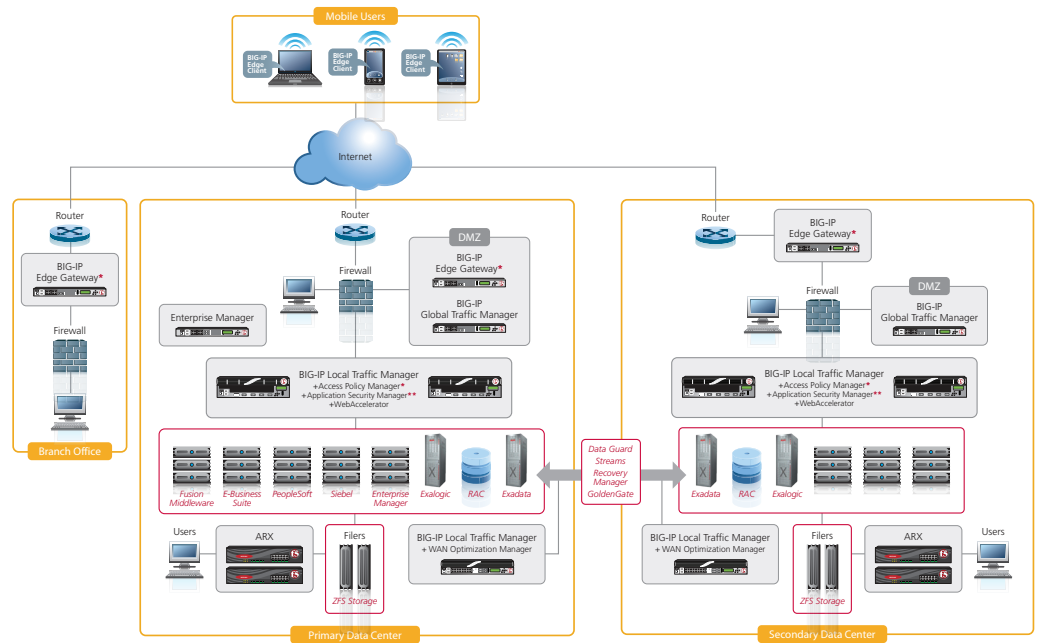 Mobile Users
BIG-IP
Edge
Client
BIG-IP
Edge
Client
BIG-IP
Edge
Client
Internet
Router
BIG-IP
Edge Gateway*
Firewall
Branch Office
Router
Firewall
DMZ
BIG-IP
Edge Gateway*
BIG-IP
Global Traffic Manager
Enterprise Manager
BIG-IP Local Traffic Manager
+Access Policy Manager*
+Application Security Manager**
+WebAccelerator
Fusion
Middleware
E-Business
Suite
PeopleSoft
Siebel
Enterprise
Manager
Exalogic
RAC
Exadata
Users
ARX
f5
Filers
ZFS Storage
BIG-IP Local Traffic Manager
+ WAN Optimization Manager
Primary Data Center
Data Guard
Streams
Recovery
Manager
GoldenGate
Router
BIG-IP
Edge Gateway*
Firewall
DMZ
BIG-IP
Global Traffic Manager
BIG-IP Local Traffic Manager
+Access Policy Manager*
+Application Security Manager**
+WebAccelerator
Exadata
RAC
Exalogic
BIG-IP Local Traffic Manager
+ WAN Optimization Manager
Filers
ZFS Storage
ARX
f5
Users
Secondary Data Center